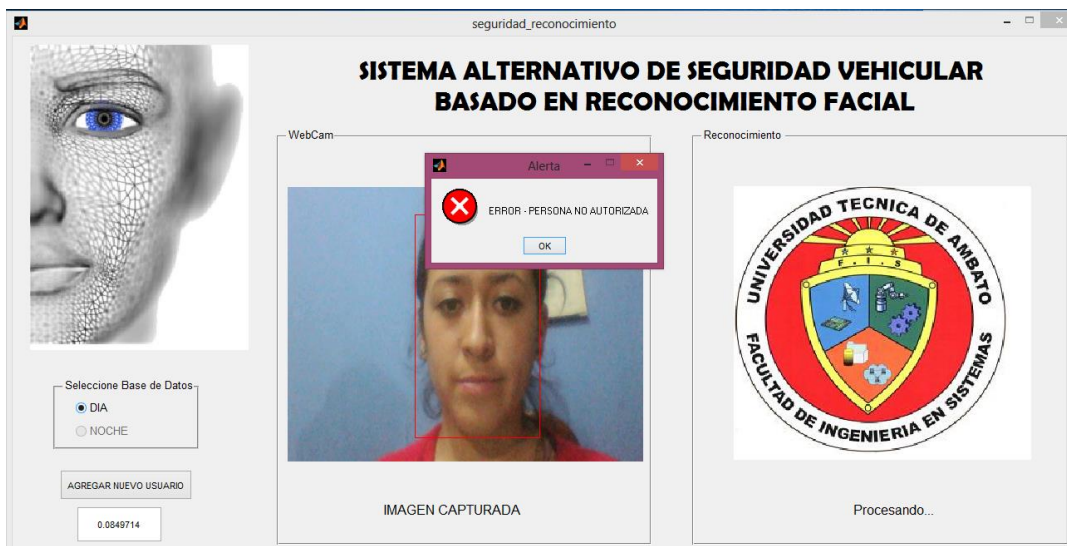 seguridad_reconocimiento
SISTEMA ALTERNATIVO DE SEGURIDAD VEHICULAR
BASADO EN RECONOCIMIENTO FACIAL
WebCam
Alerta
ERROR - PERSONA NO AUTORIZADA
OK
IMAGEN CAPTURADA
Reconocimiento
UNIVERSIDAD TECNICA DE AMBATO
F.I.S
FACULTAD DE INGENIERIA EN SISTEMAS
Procesando...
Seleccione Base de Datos
DIA
NOCHE
AGREGAR NUEVO USUARIO
0.0849714